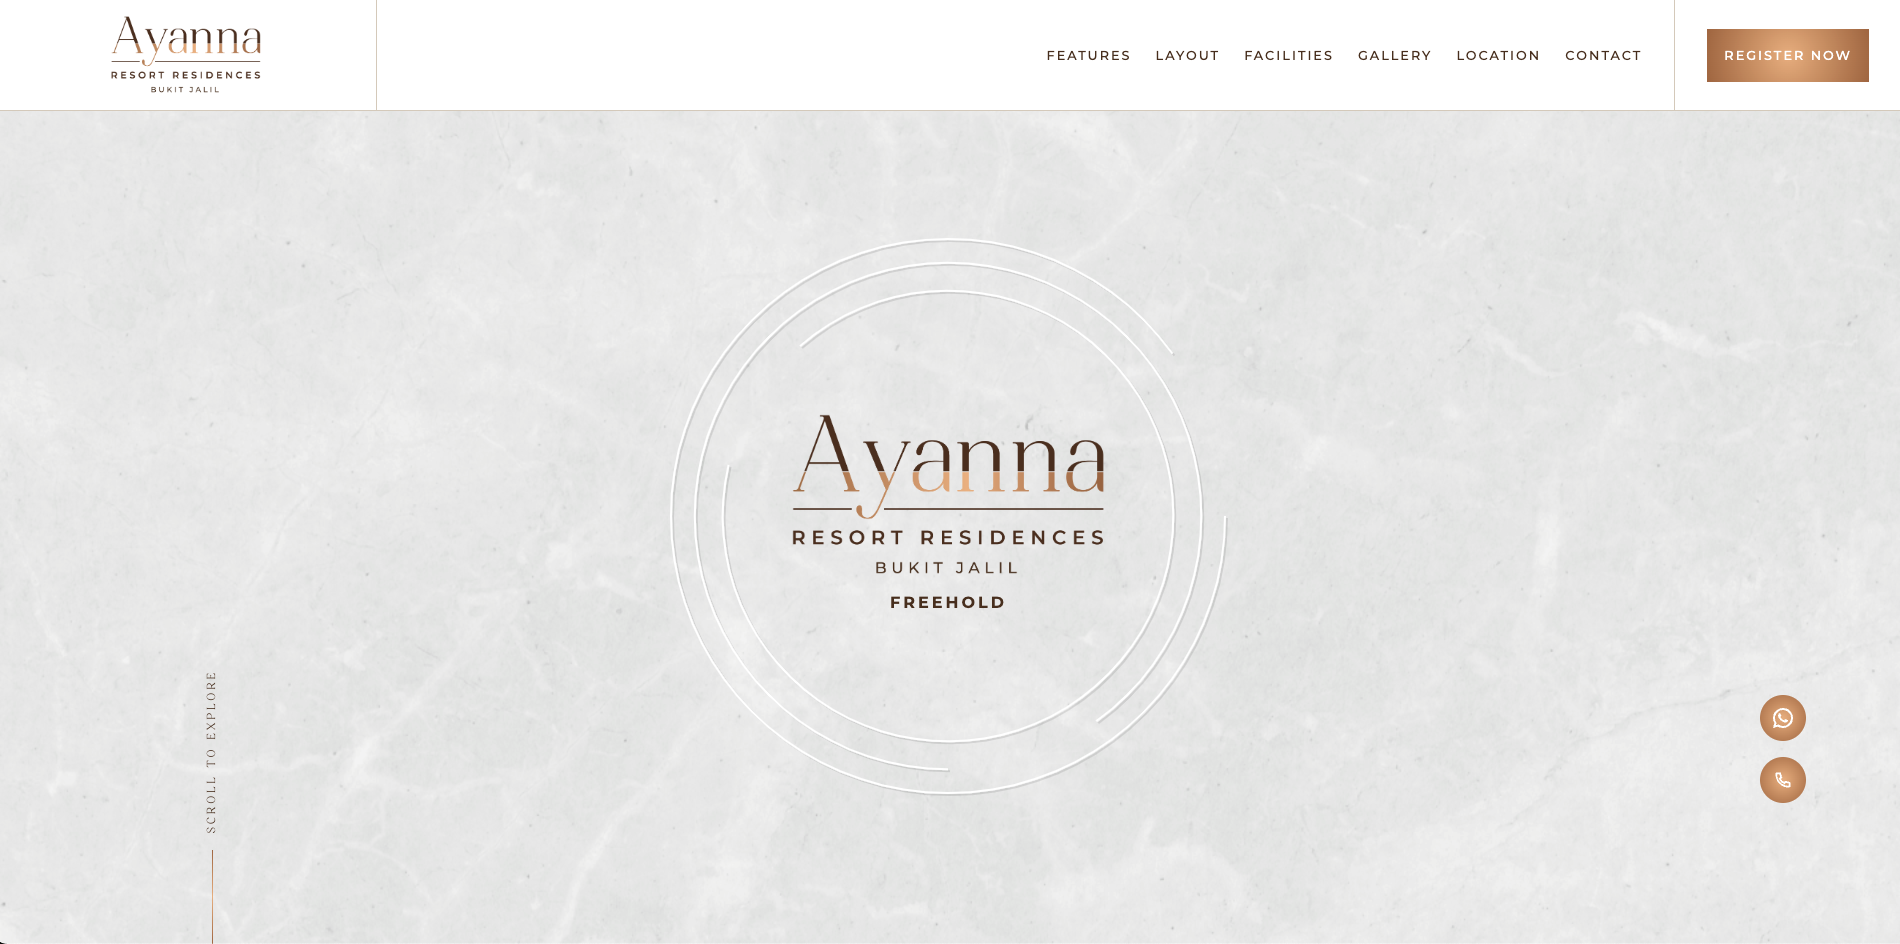 Ayanna
RESORT RESIDENCES
BUKIT JALIL
FEATURES LAYOUT FACILITIES GALLERY LOCATION CONTACT
REGISTER NOW
Ayanna
RESORT RESIDENCES
BUKIT JALIL
FREEHOLD
SCROLL TO EXPLORE